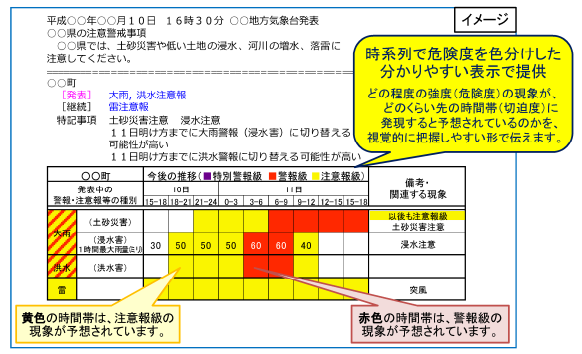 イメージ
平成○○年○○月10日　16時30分　○○地方気象台発表
○○県の注意警戒事項
　○○県では、土砂災害や低い土地の浸水、河川の増水、落雷に
注意してください。
○○町
［発表］　大雨, 洪水注意報
［継続］　雷注意報
特記事項　土砂災害注意　浸水注意
11日明け方までに大雨警報（浸水害）に切り替える
可能性が高い
11日明け方までに洪水警報に切り替える可能性が高い
時系列で危険度を色分けした
分かりやすい表示で提供
どの程度の強度（危険度）の現象が、
どのくらい先の時間帯（切迫度）に
発現すると予想されているのかを、
視覚的に把握しやすい形で伝えます。
○○町　今後の推移（■特別警報級　■警報級　■注意報級）　備考・
関連する現象
発表中の
警報・注意報等の種別
10日　11日
15-18　18-21　21-24　0-3　3-6　6-9　9-12　12-15　15-18
大雨　（土砂災害）　以後も注意報級
土砂災害注意
（浸水害）
1時間最大雨量(ミリ)　30　50　50　50　60　60　40　浸水注意
洪水　（洪水害）
雷　突風
黄色の時間帯は、注意報級の
現象が予想されています。
赤色の時間帯は、警報級の
現象が予想されています。